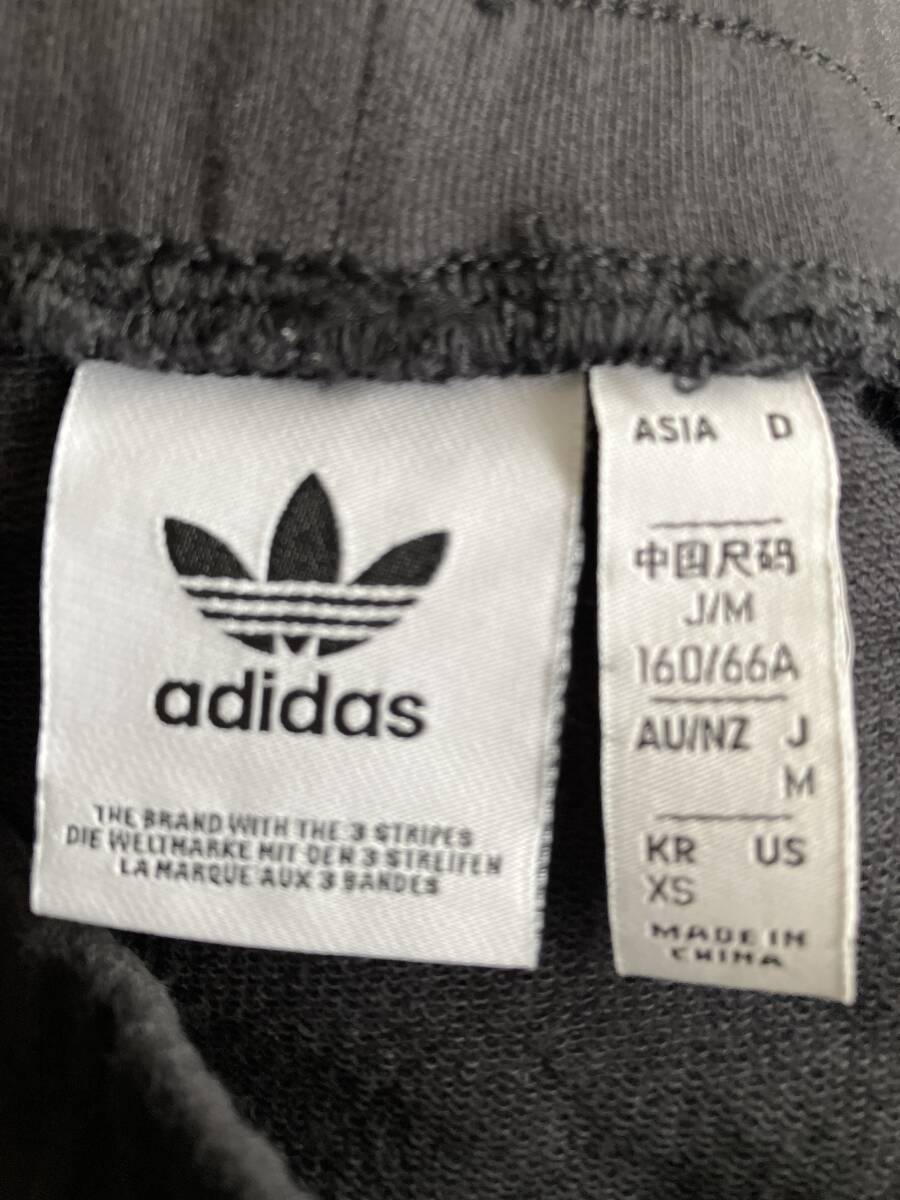 adidas
THE BRAND WITH THE 3 STRIPES
DIE WELTMARKE MIT DEN 3 STREIFEN
LA MARQUE AUX 3 BANDES
ASIA D
中国尺码
J/M
160/66A
AU/NZ J
M
KR US
XS
MADE IN
CHINA